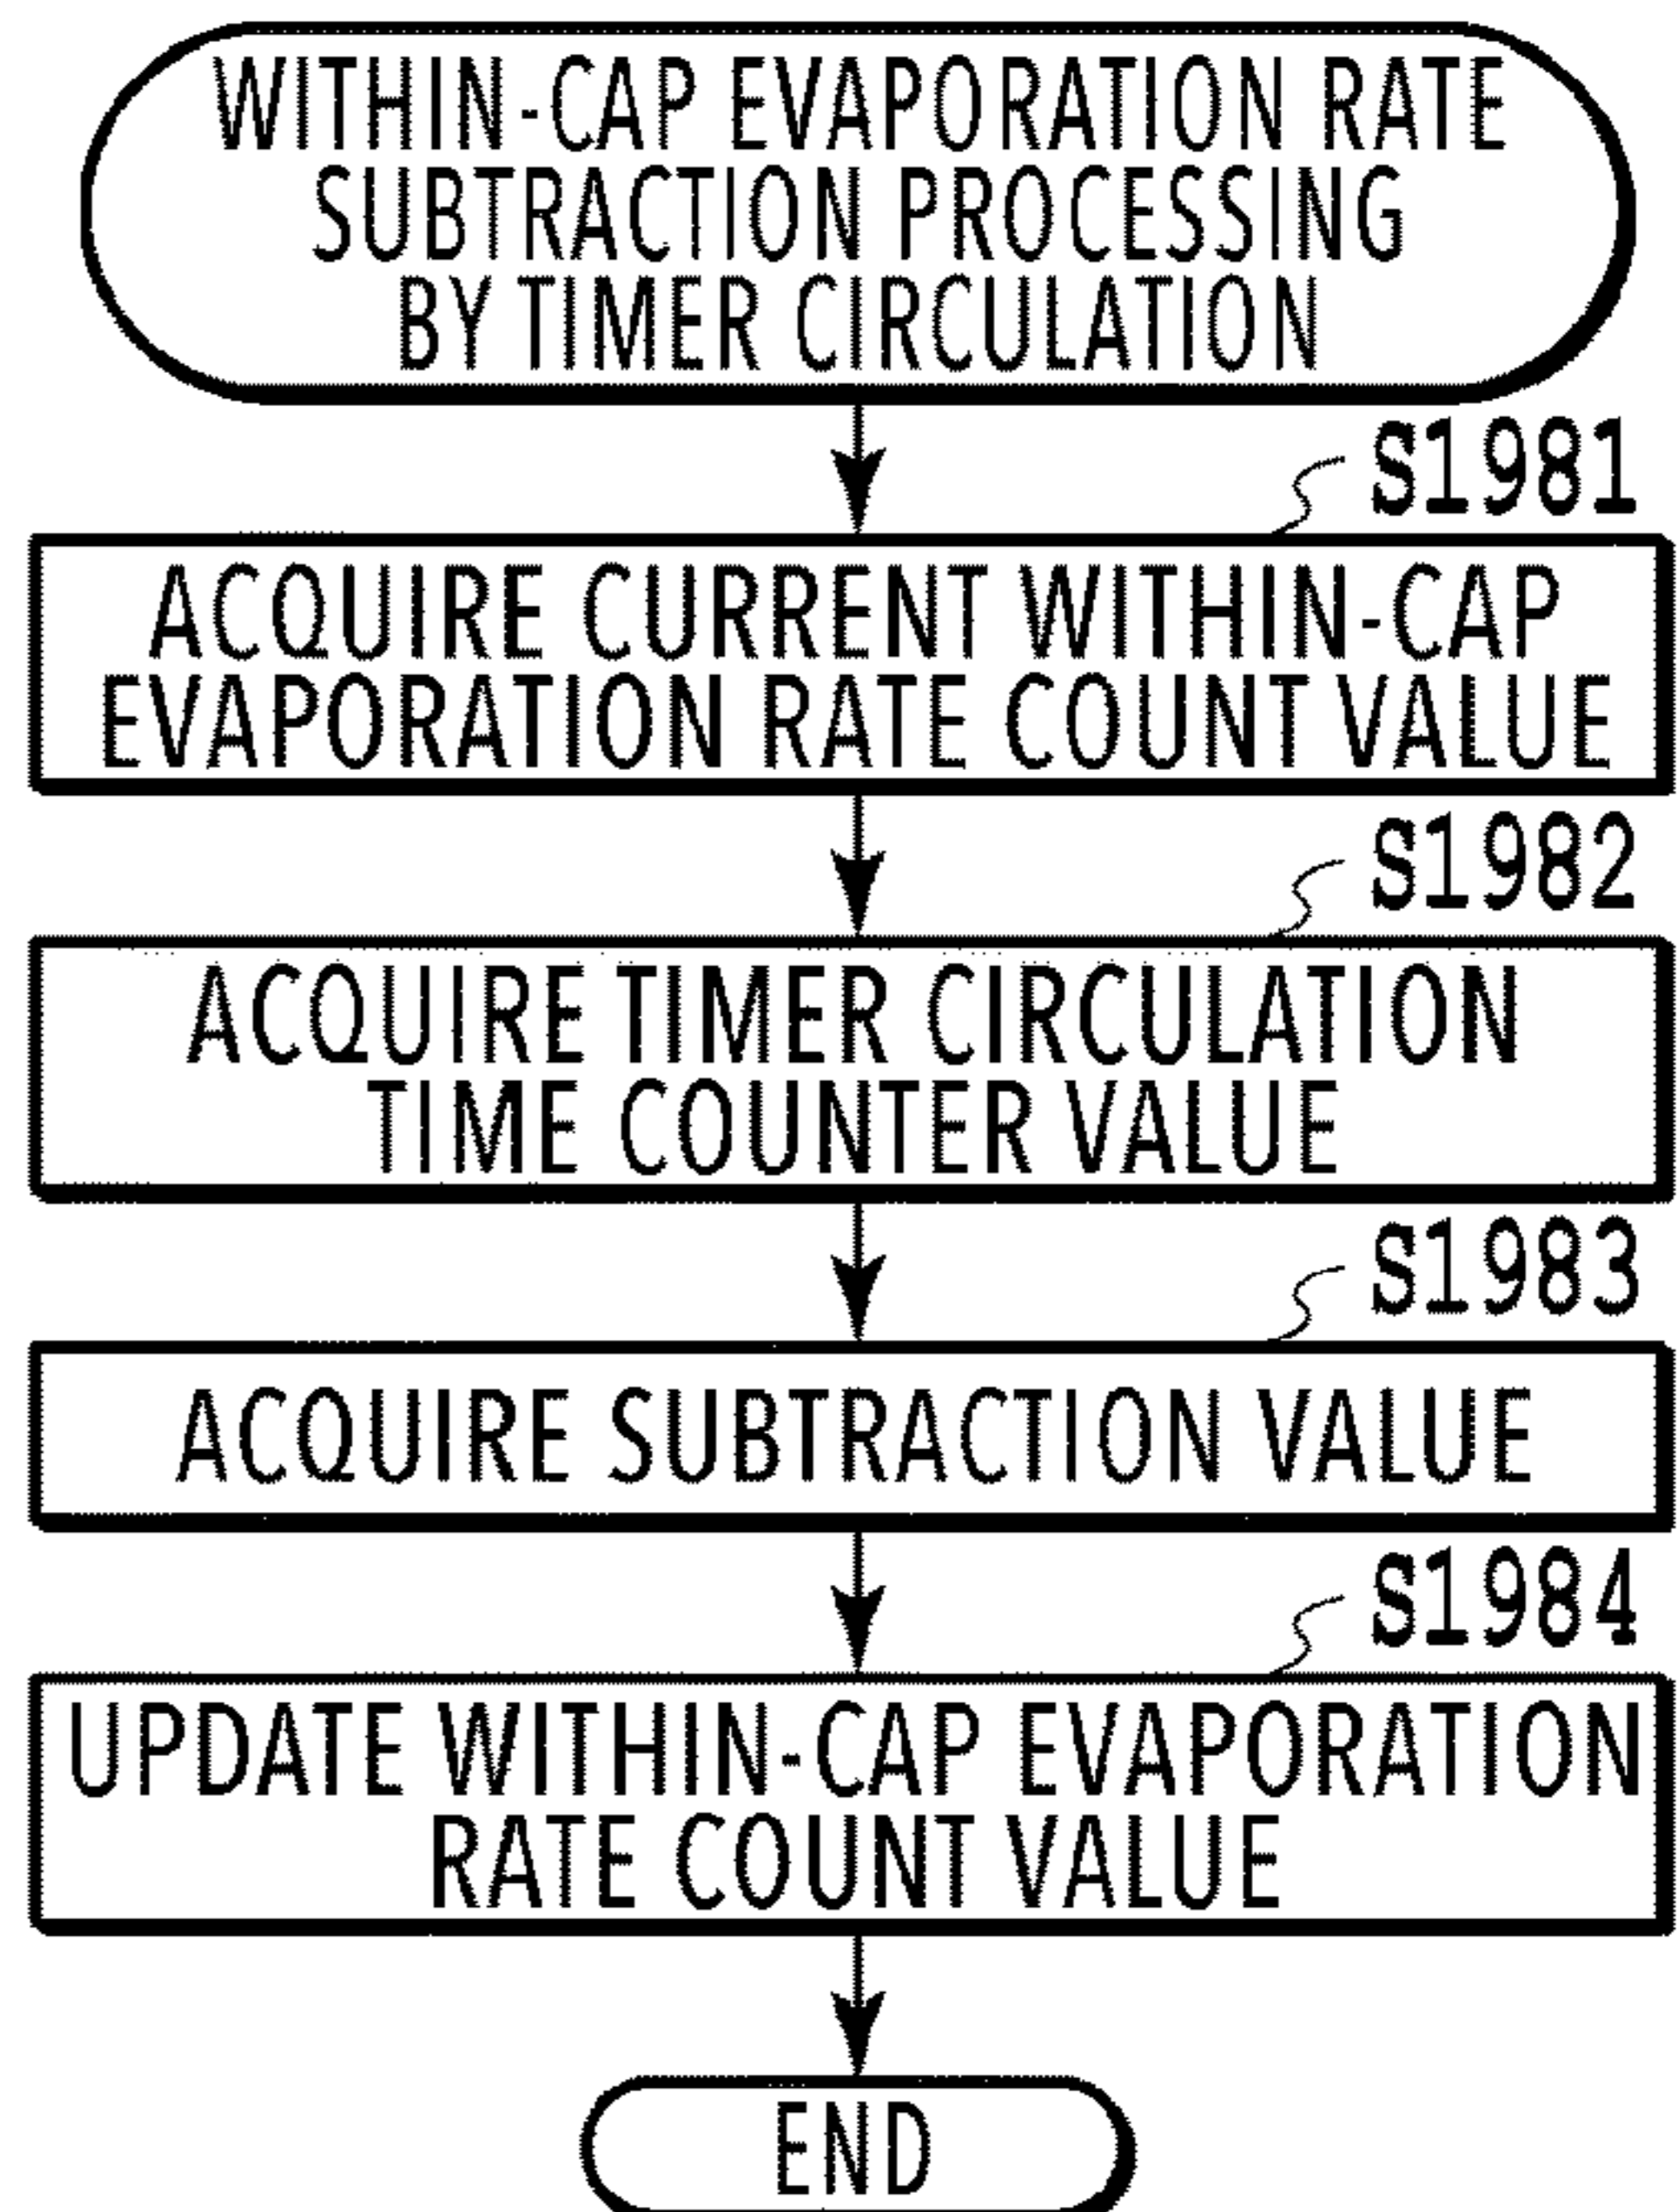 WITHIN-CAP EVAPORATION RATE
SUBTRACTION PROCESSING
BY TIMER CIRCULATION
S1981
ACQUIRE CURRENT WITHIN-CAP
EVAPORATION RATE COUNT VALUE
S1982
ACQUIRE TIMER CIRCULATION
TIME COUNTER VALUE
S1983
ACQUIRE SUBTRACTION VALUE
S1984
UPDATE WITHIN-CAP EVAPORATION
RATE COUNT VALUE
END